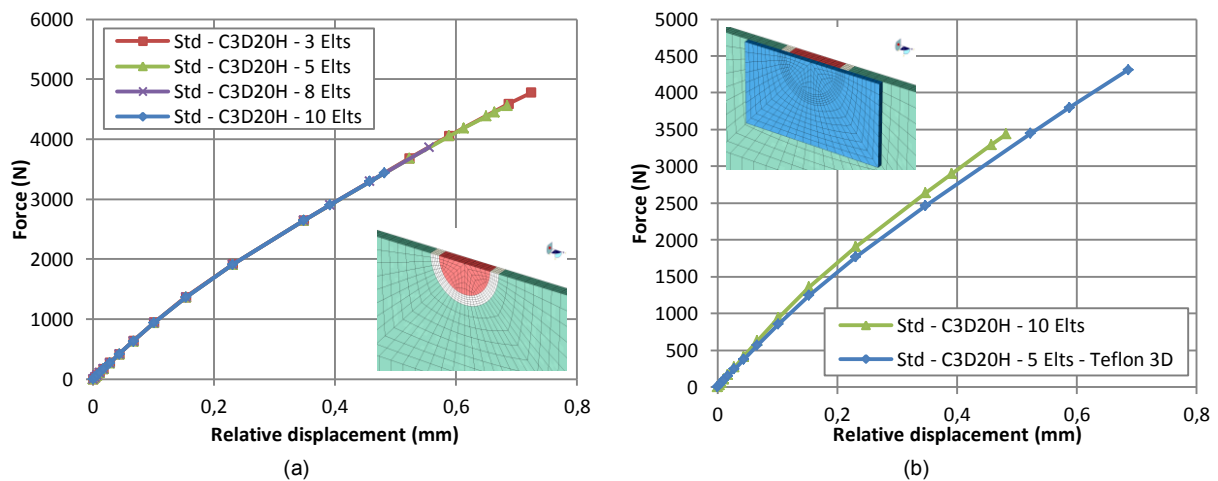 6000
5000
4000
3000
2000
1000
0
Force (N)
Std - C3D20H - 3 Elts
Std - C3D20H - 5 Elts
Std - C3D20H - 8 Elts
Std - C3D20H - 10 Elts
0 0,2 0,4 0,6 0,8
Relative displacement (mm)
(a)
5000
4500
4000
3500
3000
2500
2000
1500
1000
500
0
Force (N)
Std - C3D20H - 10 Elts
Std - C3D20H - 5 Elts - Teflon 3D
0 0,2 0,4 0,6 0,8
Relative displacement (mm)
(b)